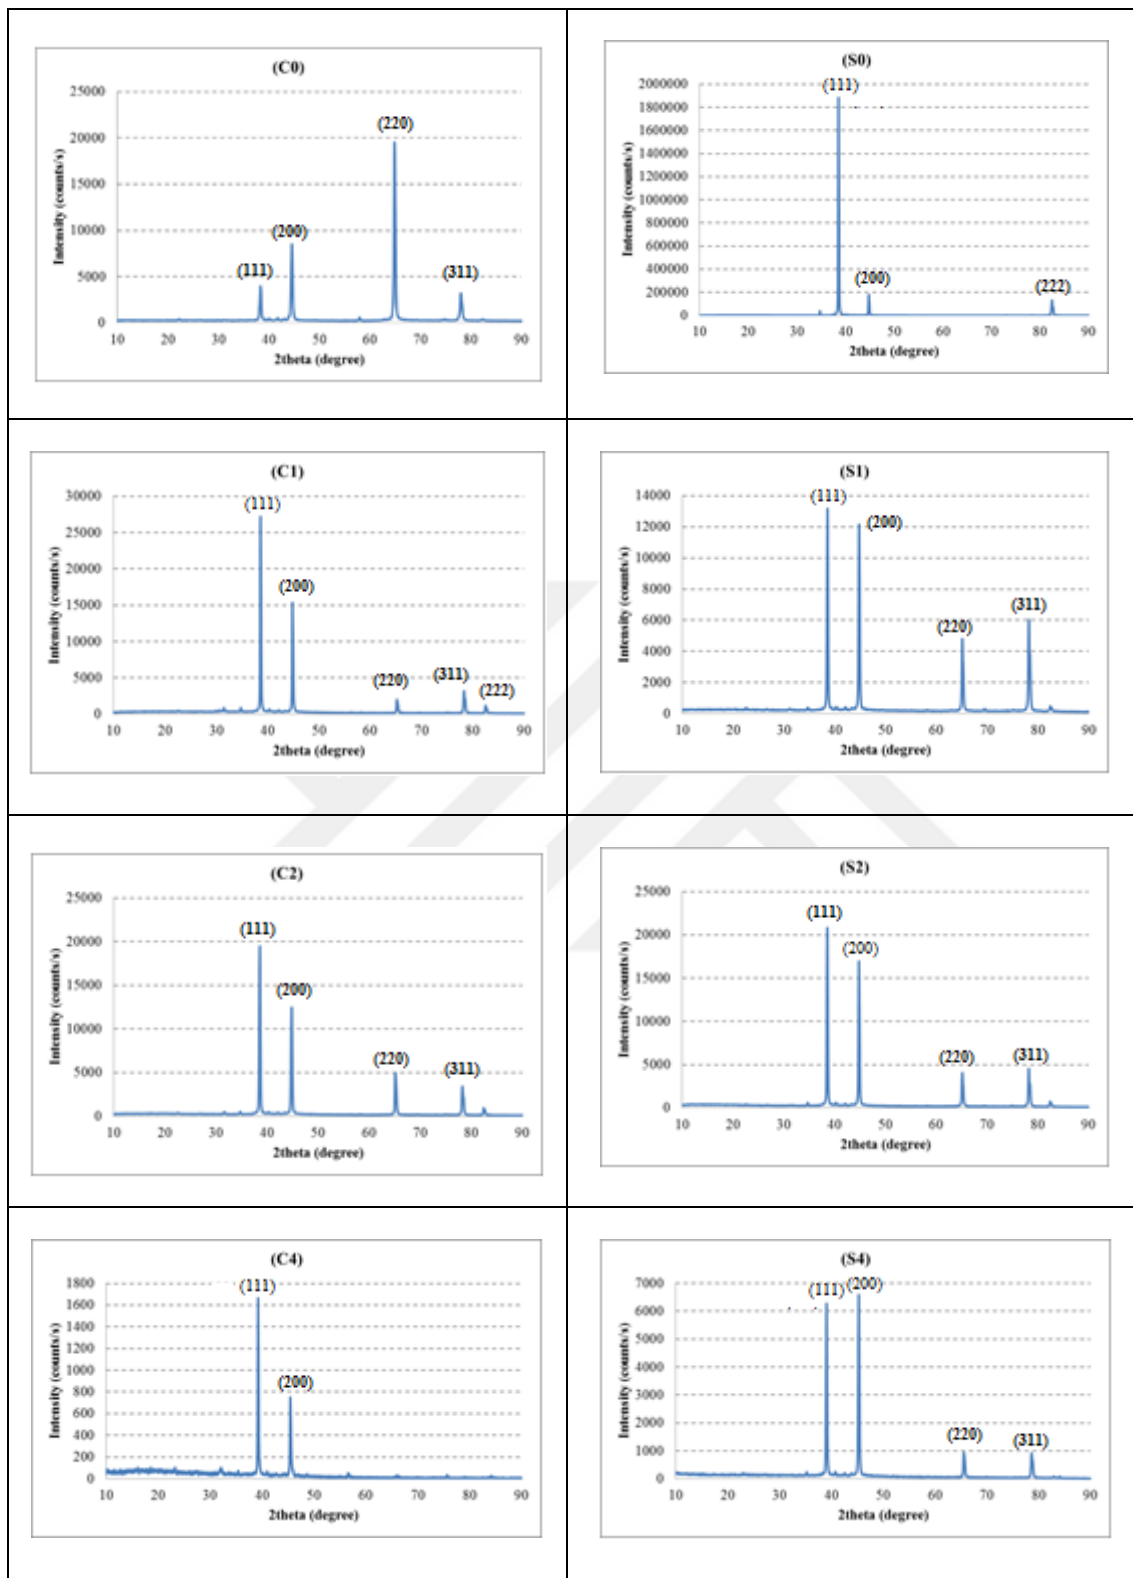 (C0)
25000
20000
15000
10000
5000
0
(111)
(200)
(220)
(311)
10 20 30 40 50 60 70 80 90
2theta (degree)
Intensity (counts/s)
(S0)
2000000
1800000
1600000
1400000
1200000
1000000
800000
600000
400000
200000
0
(111)
(200)
(222)
10 20 30 40 50 60 70 80 90
2theta (degree)
Intensity (counts/s)
(C1)
30000
25000
20000
15000
10000
5000
0
(111)
(200)
(220)
(311)
(222)
10 20 30 40 50 60 70 80 90
2theta (degree)
Intensity (counts/s)
(S1)
14000
12000
10000
8000
6000
4000
2000
0
(111)
(200)
(220)
(311)
10 20 30 40 50 60 70 80 90
2theta (degree)
Intensity (counts/s)
(C2)
25000
20000
15000
10000
5000
0
(111)
(200)
(220)
(311)
10 20 30 40 50 60 70 80 90
2theta (degree)
Intensity (counts/s)
(S2)
25000
20000
15000
10000
5000
0
(111)
(200)
(220)
(311)
10 20 30 40 50 60 70 80 90
2theta (degree)
Intensity (counts/s)
(C4)
1800
1600
1400
1200
1000
800
600
400
200
0
(111)
(200)
10 20 30 40 50 60 70 80 90
2theta (degree)
Intensity (counts/s)
(S4)
7000
6000
5000
4000
3000
2000
1000
0
(111)
(200)
(220)
(311)
10 20 30 40 50 60 70 80 90
2theta (degree)
Intensity (counts/s)